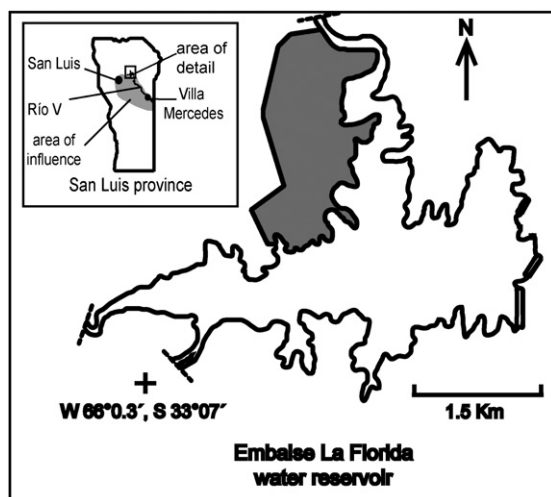 San Luis
area of
detail
Río V
Villa
Mercedes
area of
influence
San Luis province
N
W 66°0.3´, S 33°07´
1.5 Km
Embalse La Florida
water reservoir